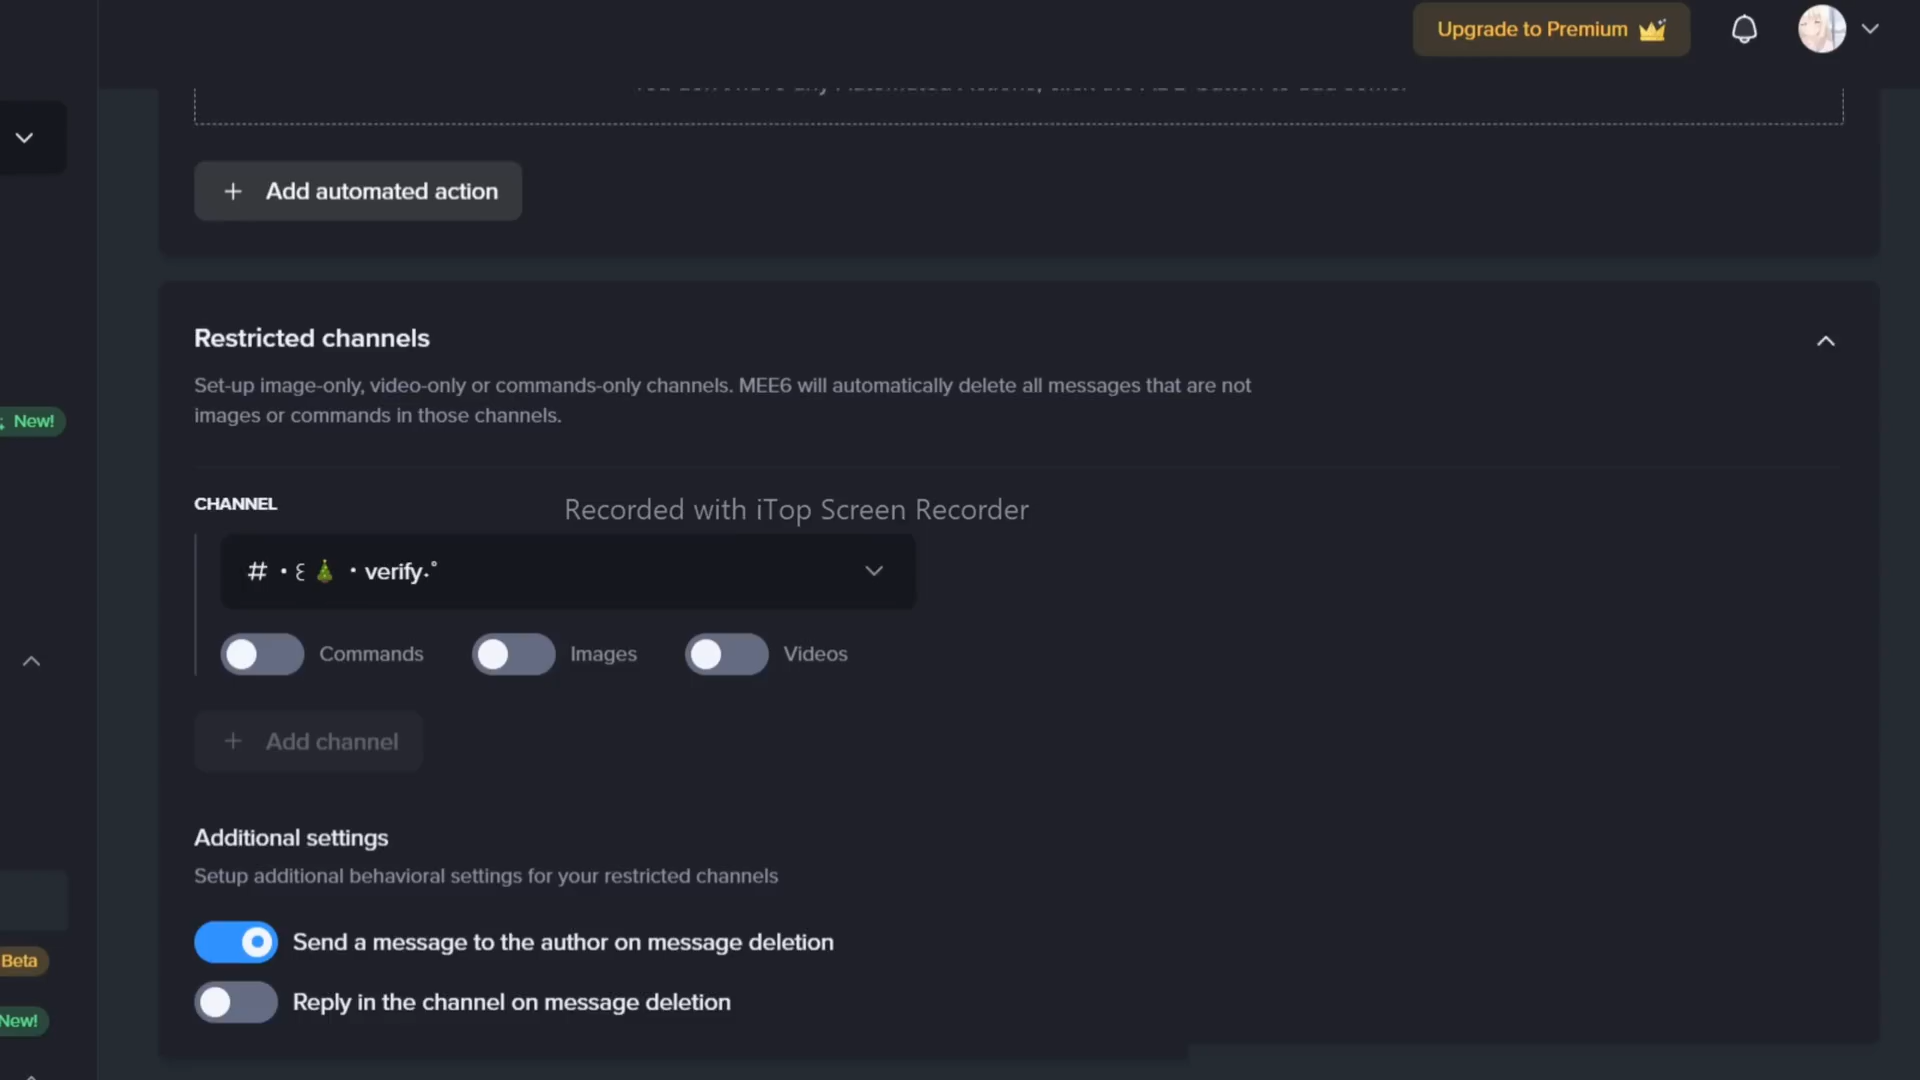 Upgrade to Premium
Add automated action
Restricted channels
Set-up image-only, video-only or commands-only channels. MEE6 will automatically delete all messages that are not
images or commands in those channels.
New!
CHANNEL
Recorded with iTop Screen Recorder
# ・꒰🎄・verify˖°
Commands Images Videos
Add channel
Additional settings
Setup additional behavioral settings for your restricted channels
Send a message to the author on message deletion
Beta
Reply in the channel on message deletion
New!